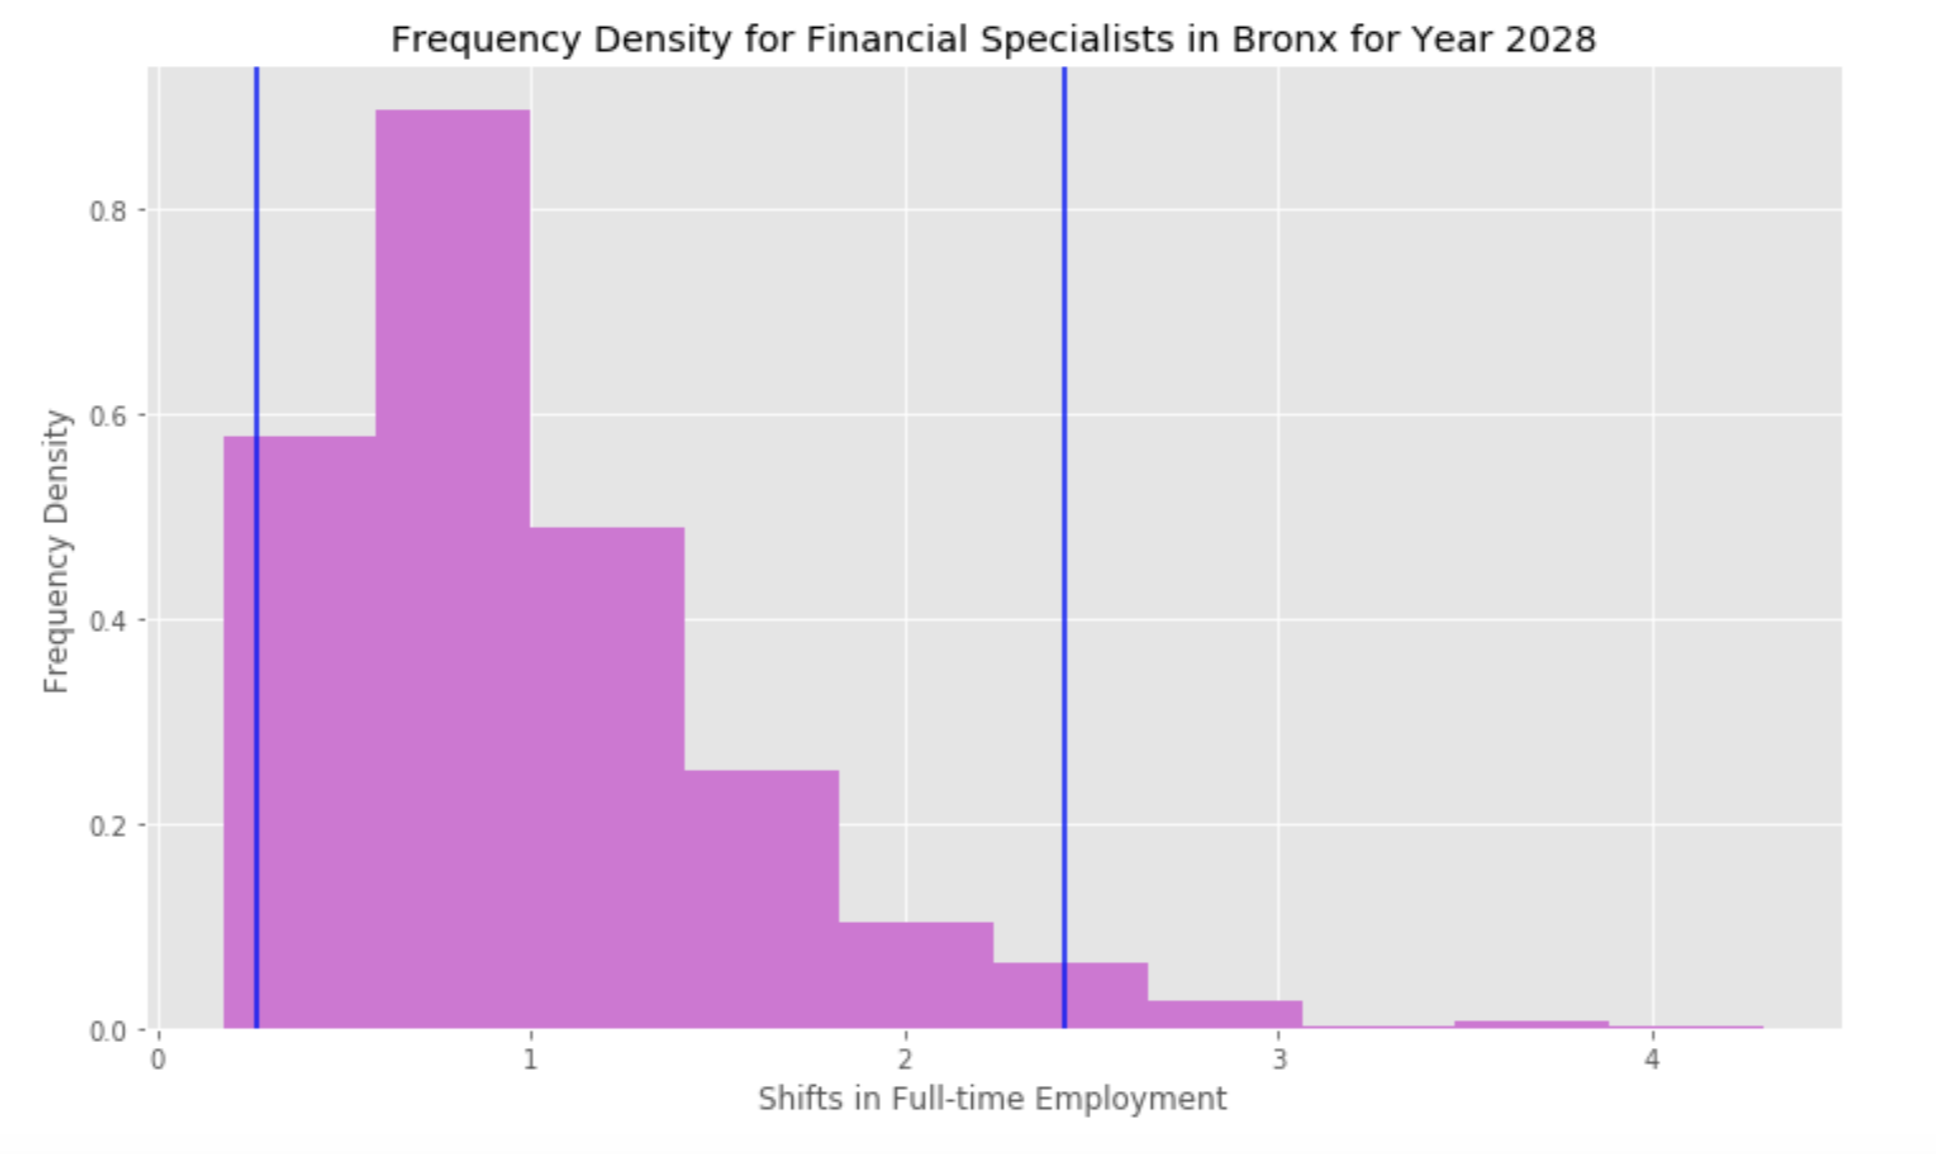 Frequency Density for Financial Specialists in Bronx for Year 2028
Frequency Density
0.8
0.6
0.4
0.2
0.0
0 1 2 3 4
Shifts in Full-time Employment